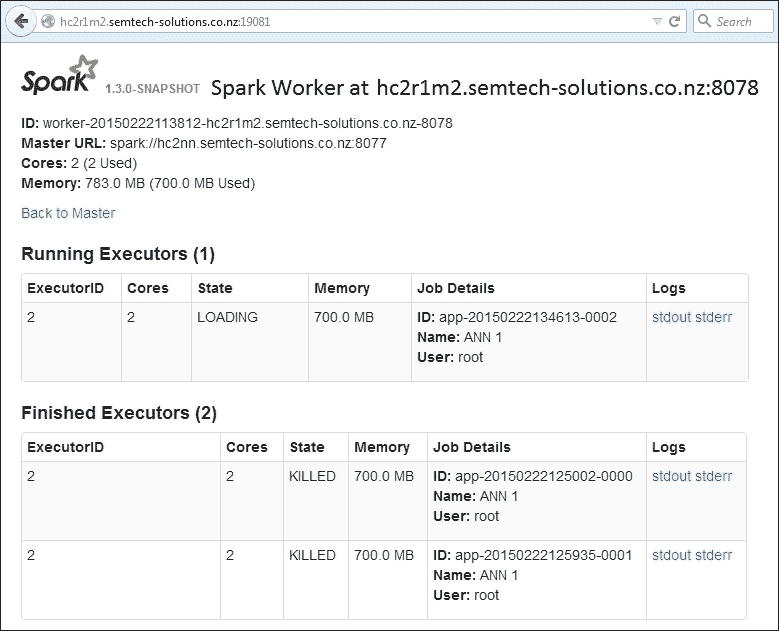 hc2r1m2.semtech-solutions.co.nz:19081
Search
Spark 1.3.0-SNAPSHOT Spark Worker at hc2r1m2.semtech-solutions.co.nz:8078
ID: worker-20150222113812-hc2r1m2.semtech-solutions.co.nz-8078
Master URL: spark://hc2nn.semtech-solutions.co.nz:8077
Cores: 2 (2 Used)
Memory: 783.0 MB (700.0 MB Used)
Back to Master
Running Executors (1)
ExecutorID Cores State Memory Job Details Logs
2 2 LOADING 700.0 MB ID: app-20150222134613-0002 stdout stderr
Name: ANN 1
User: root
Finished Executors (2)
ExecutorID Cores State Memory Job Details Logs
2 2 KILLED 700.0 MB ID: app-20150222125002-0000 stdout stderr
Name: ANN 1
User: root
2 2 KILLED 700.0 MB ID: app-20150222125935-0001 stdout stderr
Name: ANN 1
User: root